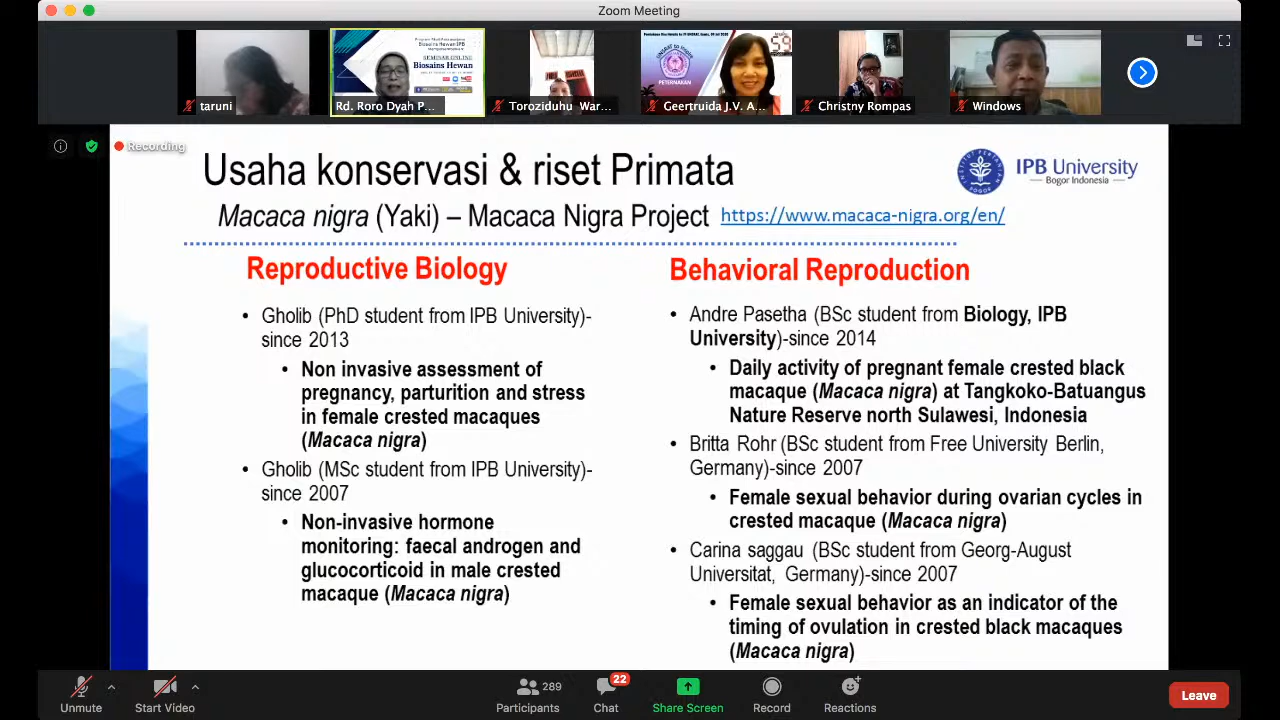 Zoom Meeting
taruni
Rd. Roro Dyah P...
Toroziduhu War...
Geertruida J.V. A...
Christny Rompas
Windows
SEMINAR ONLINE
Biosains Hewan
59
PETERNAKAN
Recording
Usaha konservasi & riset Primata
IPB University
Bogor Indonesia
Macaca nigra (Yaki) – Macaca Nigra Project https://www.macaca-nigra.org/en/
Reproductive Biology
• Gholib (PhD student from IPB University)-
since 2013
• Non invasive assessment of
pregnancy, parturition and stress
in female crested macaques
(Macaca nigra)
• Gholib (MSc student from IPB University)-
since 2007
• Non-invasive hormone
monitoring: faecal androgen and
glucocorticoid in male crested
macaque (Macaca nigra)
Behavioral Reproduction
• Andre Pasetha (BSc student from Biology, IPB
University)-since 2014
• Daily activity of pregnant female crested black
macaque (Macaca nigra) at Tangkoko-Batuangus
Nature Reserve north Sulawesi, Indonesia
• Britta Rohr (BSc student from Free University Berlin,
Germany)-since 2007
• Female sexual behavior during ovarian cycles in
crested macaque (Macaca nigra)
• Carina saggau (BSc student from Georg-August
Universitat, Germany)-since 2007
• Female sexual behavior as an indicator of the
timing of ovulation in crested black macaques
(Macaca nigra)
Unmute
Start Video
289
Participants
22
Chat
Share Screen
Record
Reactions
Leave